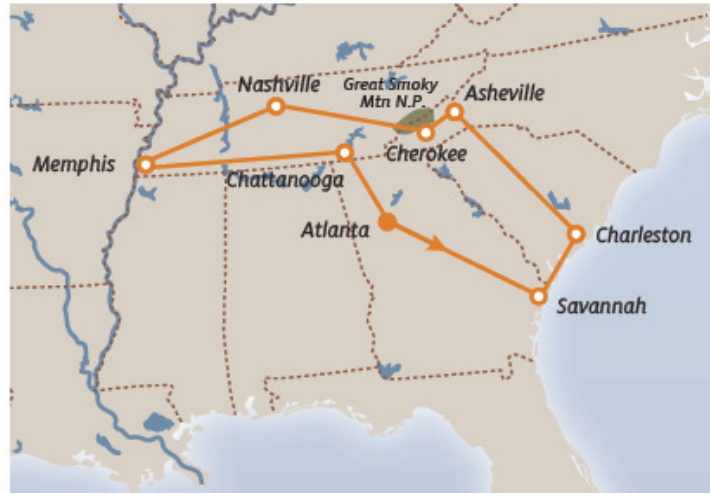 Nashville
Great Smoky
Mtn N.P.
Asheville
Memphis
Chattanooga
Cherokee
Atlanta
Charleston
Savannah